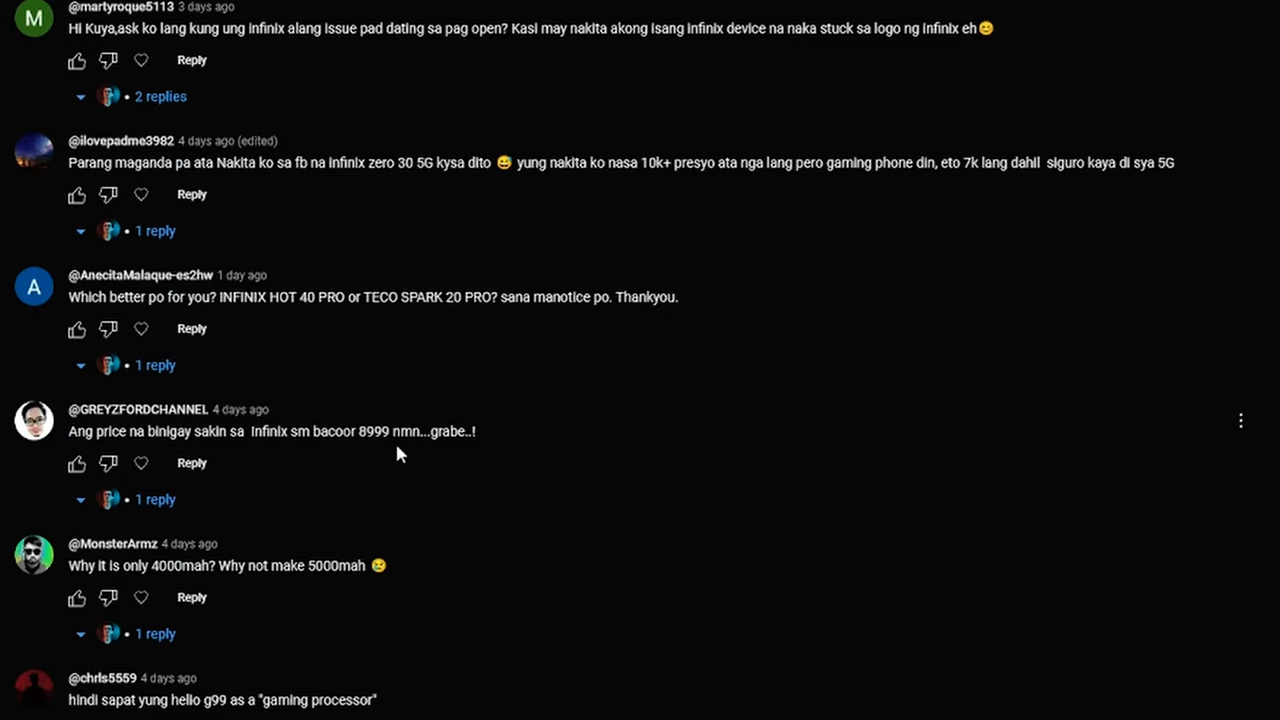 M
@martyroque5113 3 days ago
Hi Kuya,ask ko lang kung ung infinix alang issue pad dating sa pag open? Kasi may nakita akong isang infinix device na naka stuck sa logo ng infinix eh😊
Reply
2 replies
@ilovepadme3982 4 days ago (edited)
Parang maganda pa ata Nakita ko sa fb na infinix zero 30 5G kysa dito 😅 yung nakita ko nasa 10k+ presyo ata nga lang pero gaming phone din, eto 7k lang dahil siguro kaya di sya 5G
Reply
1 reply
A
@AnecitaMalaque-es2hw 1 day ago
Which better po for you? INFINIX HOT 40 PRO or TECO SPARK 20 PRO? sana manotice po. Thankyou.
Reply
1 reply
@GREYZFORDCHANNEL 4 days ago
Ang price na binigay sakin sa Infinix sm bacoor 8999 nmn...grabe..!
Reply
1 reply
@MonsterArmz 4 days ago
Why it is only 4000mah? Why not make 5000mah 😢
Reply
1 reply
@chris5559 4 days ago
hindi sapat yung helio g99 as a "gaming processor"